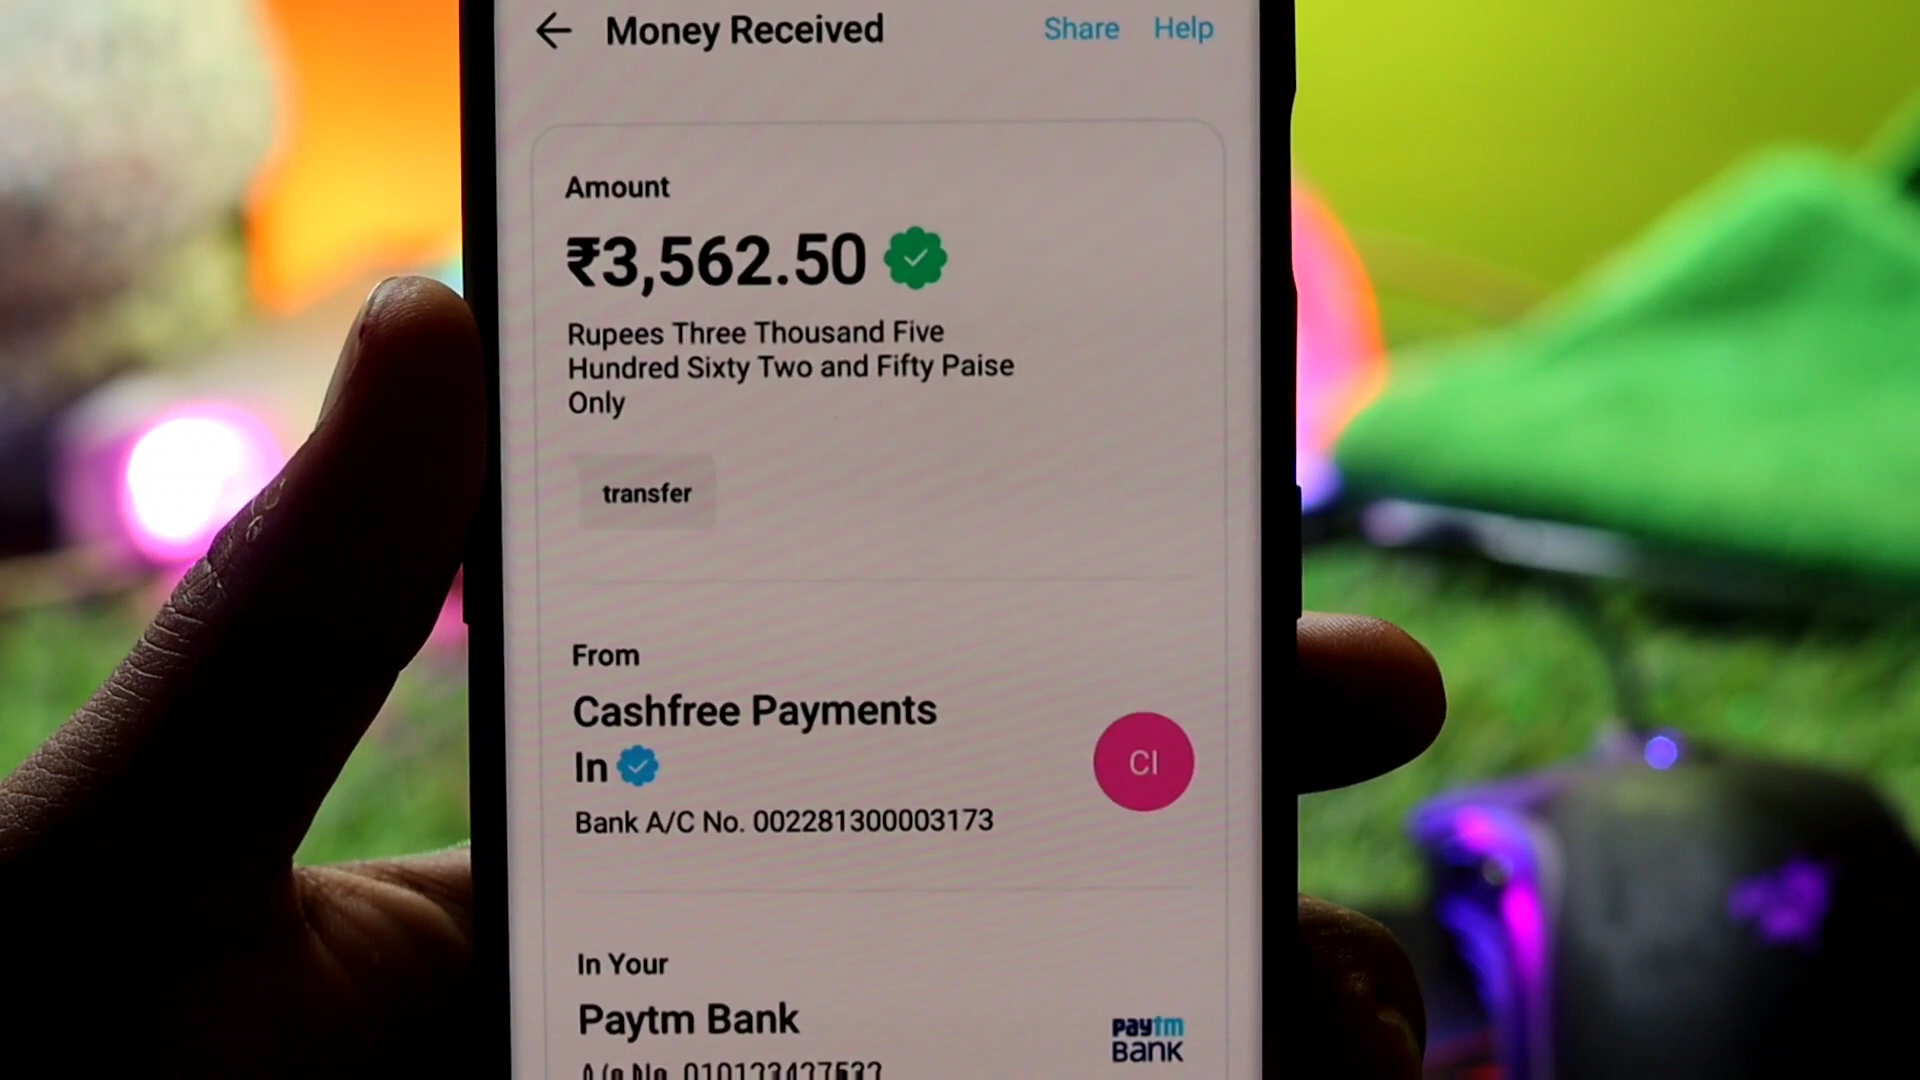 ← Money Received Share Help
Amount
₹3,562.50
Rupees Three Thousand Five
Hundred Sixty Two and Fifty Paise
Only
transfer
From
Cashfree Payments
In
CI
Bank A/C No. 002281300003173
In Your
Paytm Bank
paytm
BANK
A/c No.